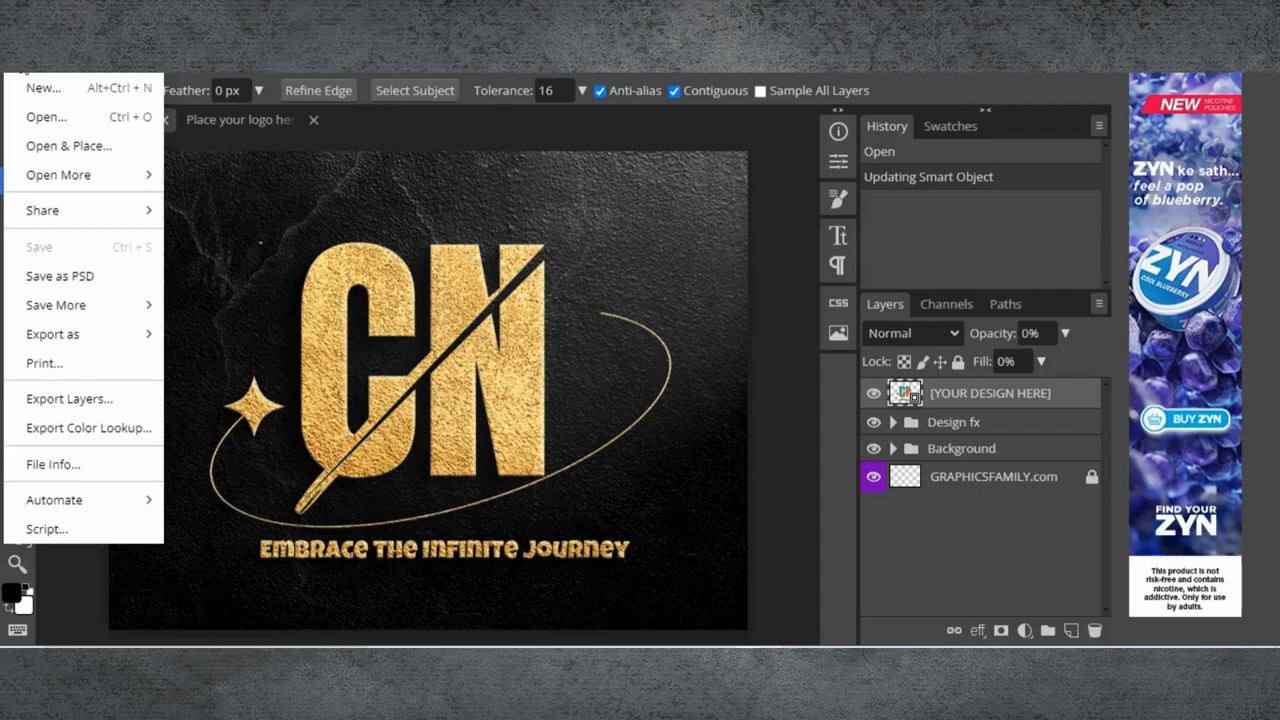 New... Alt+Ctrl + N
Open... Ctrl + O
Open & Place...
Open More
Share
Save Ctrl + S
Save as PSD
Save More
Export as
Print...
Export Layers...
Export Color Lookup...
File Info...
Automate
Script...
Feather: 0 px Refine Edge Select Subject Tolerance: 16 Anti-alias Contiguous Sample All Layers
Place your logo her
CN
EMBRACE THE INFINITE JOURNEY
Tt
CSS
History Swatches
Open
Updating Smart Object
Layers Channels Paths
Normal Opacity: 0%
Lock: Fill: 0%
[YOUR DESIGN HERE]
Design fx
Background
GRAPHICSFAMILY.com
eff
NEW NICOTINE
POUCHES
ZYN ke sath...
feel a pop
of blueberry.
ZYN
COOL BLUEBERRY
BUY ZYN
FIND YOUR
ZYN
This product is not
risk-free and contains
nicotine, which is
addictive. Only for use
by adults.